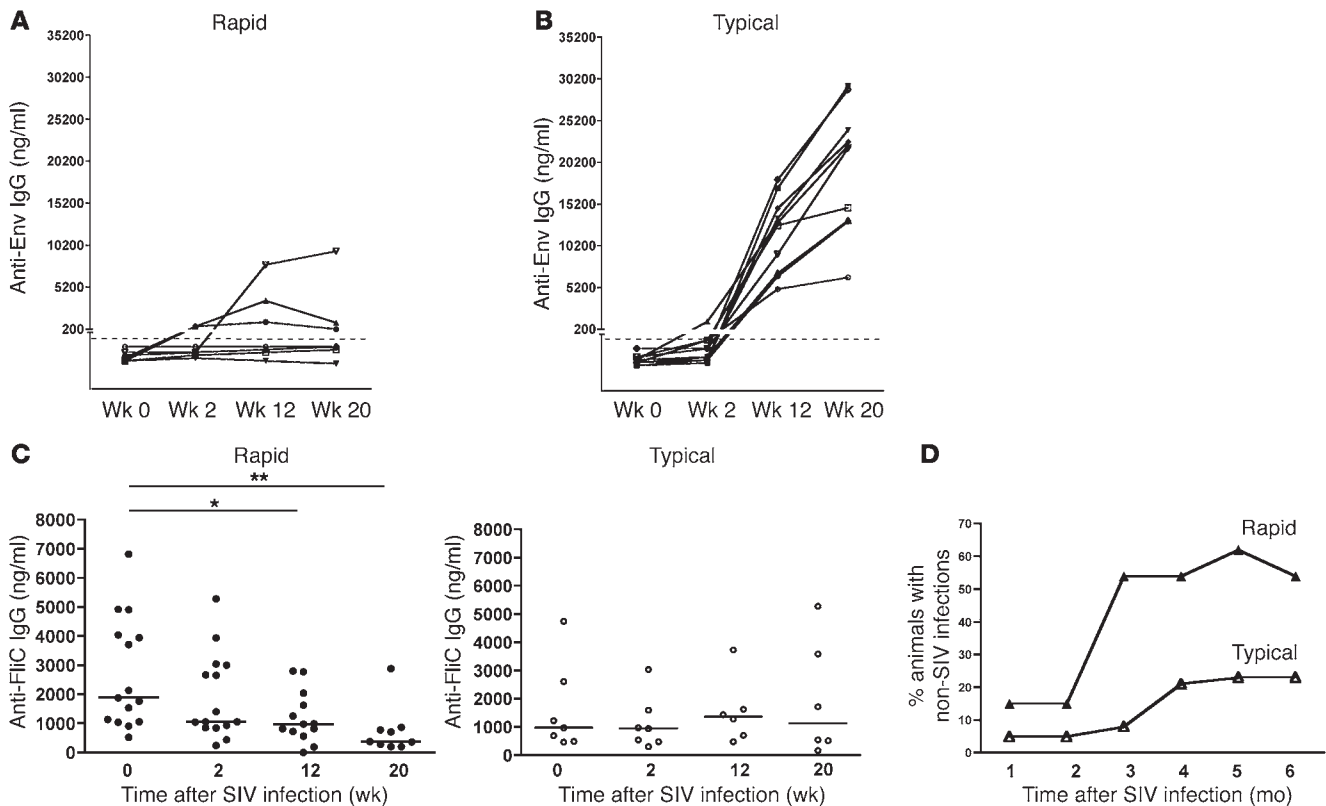 A
Rapid
Anti-Env IgG (ng/ml)
35200
30200
25200
20200
15200
10200
5200
200
Wk 0 Wk 2 Wk 12 Wk 20
B
Typical
Anti-Env IgG (ng/ml)
35200
30200
25200
20200
15200
10200
5200
200
Wk 0 Wk 2 Wk 12 Wk 20
C
Rapid
**
*
Anti-FliC IgG (ng/ml)
8000
7000
6000
5000
4000
3000
2000
1000
0
0 2 12 20
Time after SIV infection (wk)
Typical
Anti-FliC IgG (ng/ml)
8000
7000
6000
5000
4000
3000
2000
1000
0
0 2 12 20
Time after SIV infection (wk)
D
% animals with
non-SIV infections
70
60
50
40
30
20
10
0
Rapid
Typical
1 2 3 4 5 6
Time after SIV infection (mo)